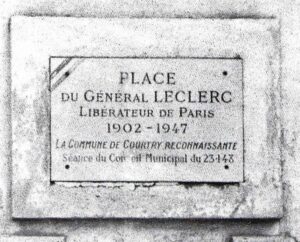 PLACE
DU GÉNÉRAL LECLERC
LIBÉRATEUR DE PARIS
1902-1947
LA COMMUNE DE COURTRY RECONNAISSANTE
Séance du Conseil Municipal du